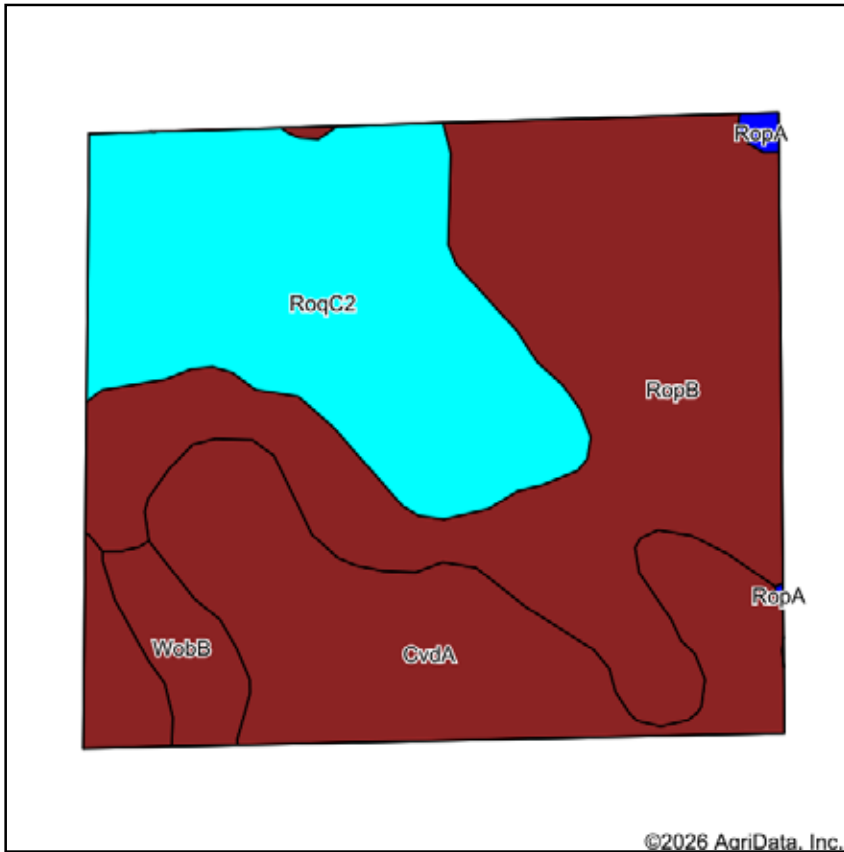 RopA
RoqC2
RopB
RopA
WobB
CvdA
©2026 AgriData, Inc.